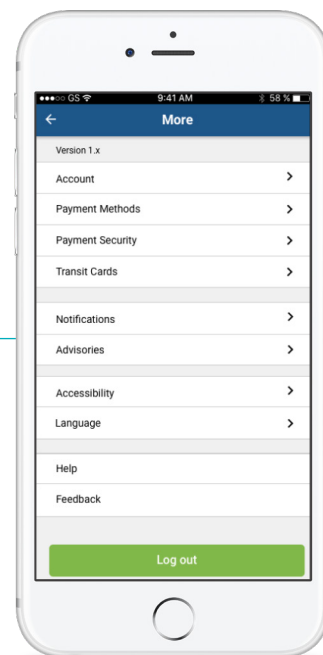 GS 9:41 AM 58 %
More
Version 1.x
Account
Payment Methods
Payment Security
Transit Cards
Notifications
Advisories
Accessibility
Language
Help
Feedback
Log out